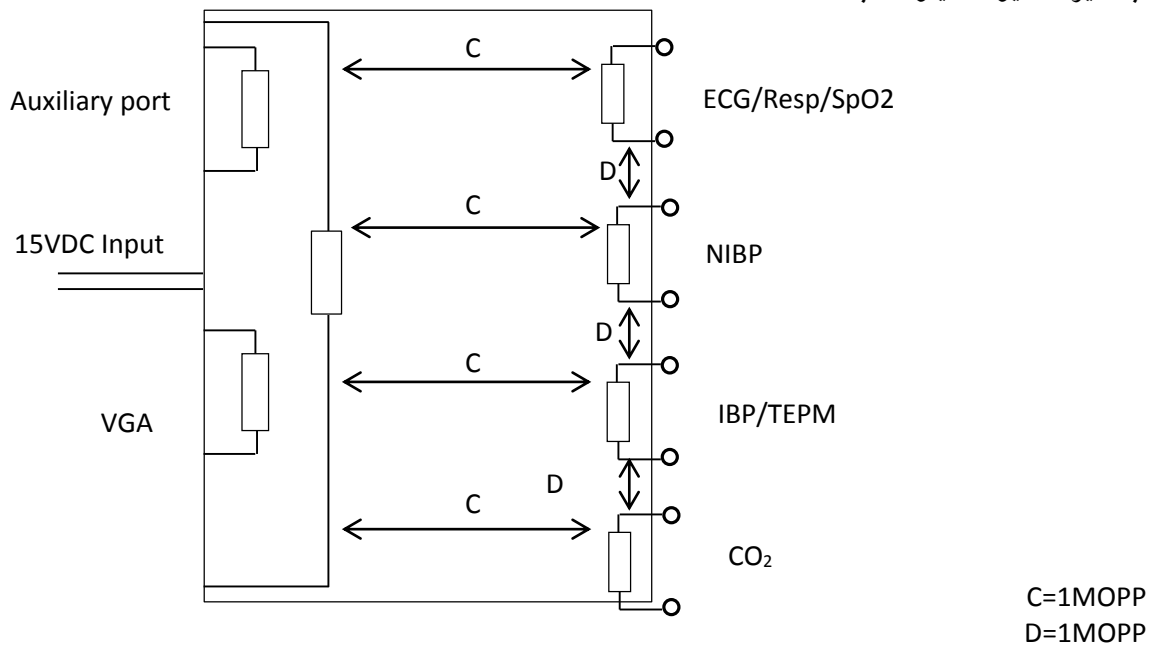 C
Auxiliary port
ECG/Resp/SpO2
D
C
15VDC Input
NIBP
D
C
VGA
IBP/TEPM
D
C
CO₂
C=1MOPP
D=1MOPP